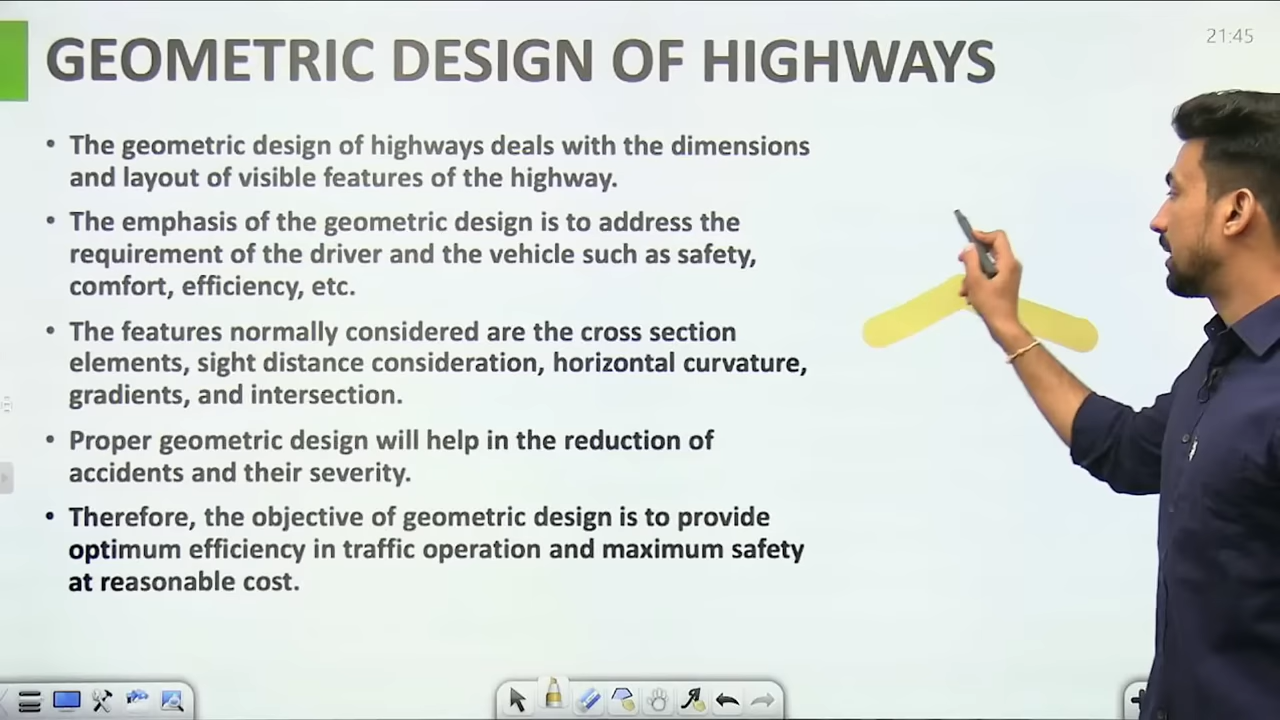 GEOMETRIC DESIGN OF HIGHWAYS
21:45
• The geometric design of highways deals with the dimensions
and layout of visible features of the highway.
• The emphasis of the geometric design is to address the
requirement of the driver and the vehicle such as safety,
comfort, efficiency, etc.
• The features normally considered are the cross section
elements, sight distance consideration, horizontal curvature,
gradients, and intersection.
• Proper geometric design will help in the reduction of
accidents and their severity.
• Therefore, the objective of geometric design is to provide
optimum efficiency in traffic operation and maximum safety
at reasonable cost.